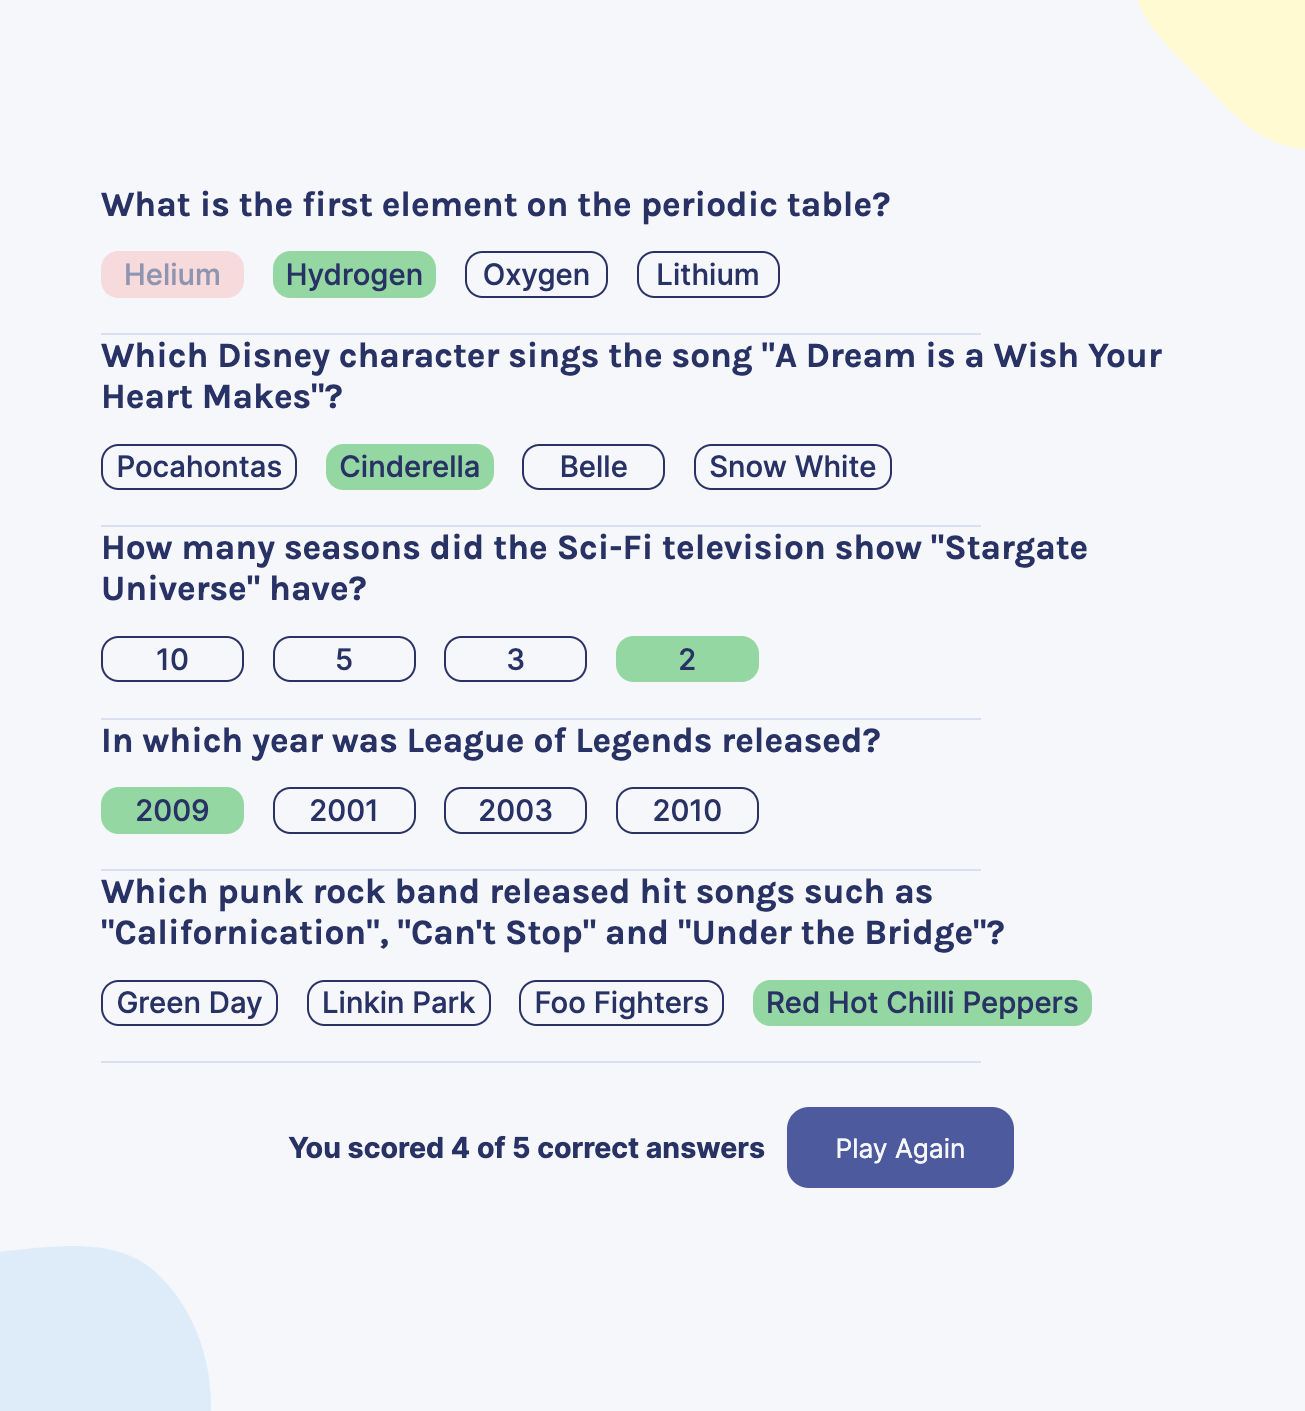 What is the first element on the periodic table?
Helium Hydrogen Oxygen Lithium
Which Disney character sings the song "A Dream is a Wish Your
Heart Makes"?
Pocahontas Cinderella Belle Snow White
How many seasons did the Sci-Fi television show "Stargate
Universe" have?
10 5 3 2
In which year was League of Legends released?
2009 2001 2003 2010
Which punk rock band released hit songs such as
"Californication", "Can't Stop" and "Under the Bridge"?
Green Day Linkin Park Foo Fighters Red Hot Chilli Peppers
You scored 4 of 5 correct answers Play Again